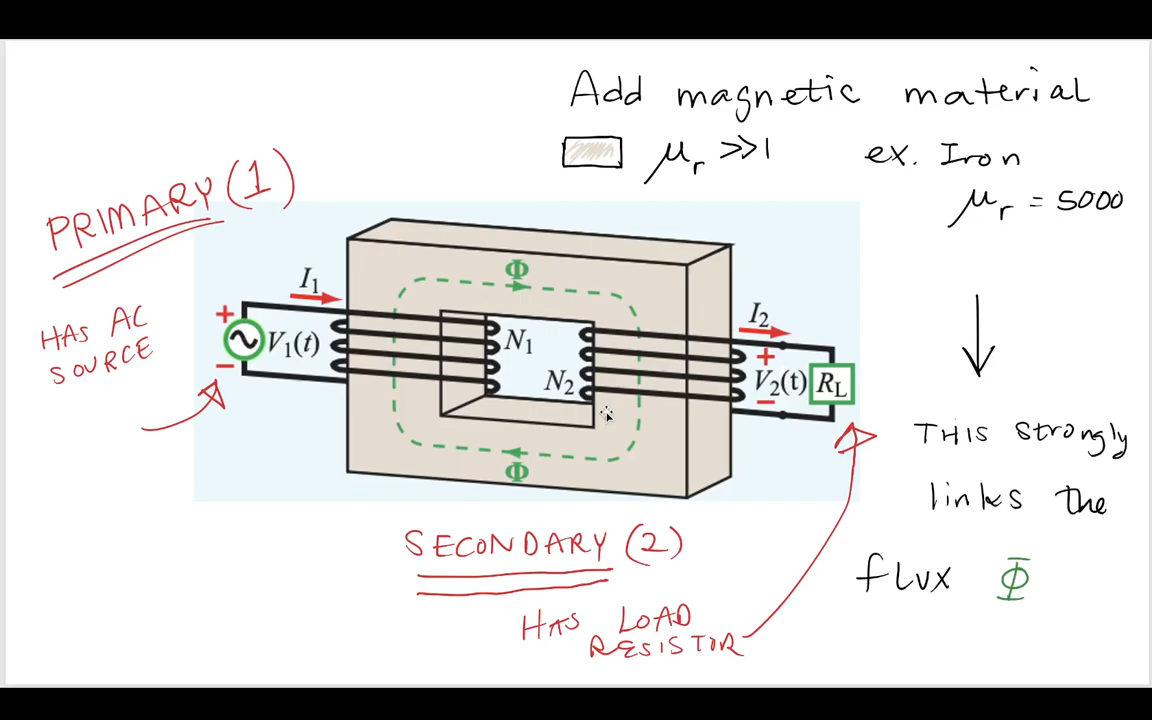 Add magnetic material
μr >>1 ex. Iron
μr = 5000
PRIMARY (1)
HAS AC
SOURCE
Φ
I1
+
V1(t)
−
N1
N2
I2
+
V2(t)
−
RL
Φ
THIS strongly
links the
flux Φ
SECONDARY (2)
HAS LOAD
RESISTOR